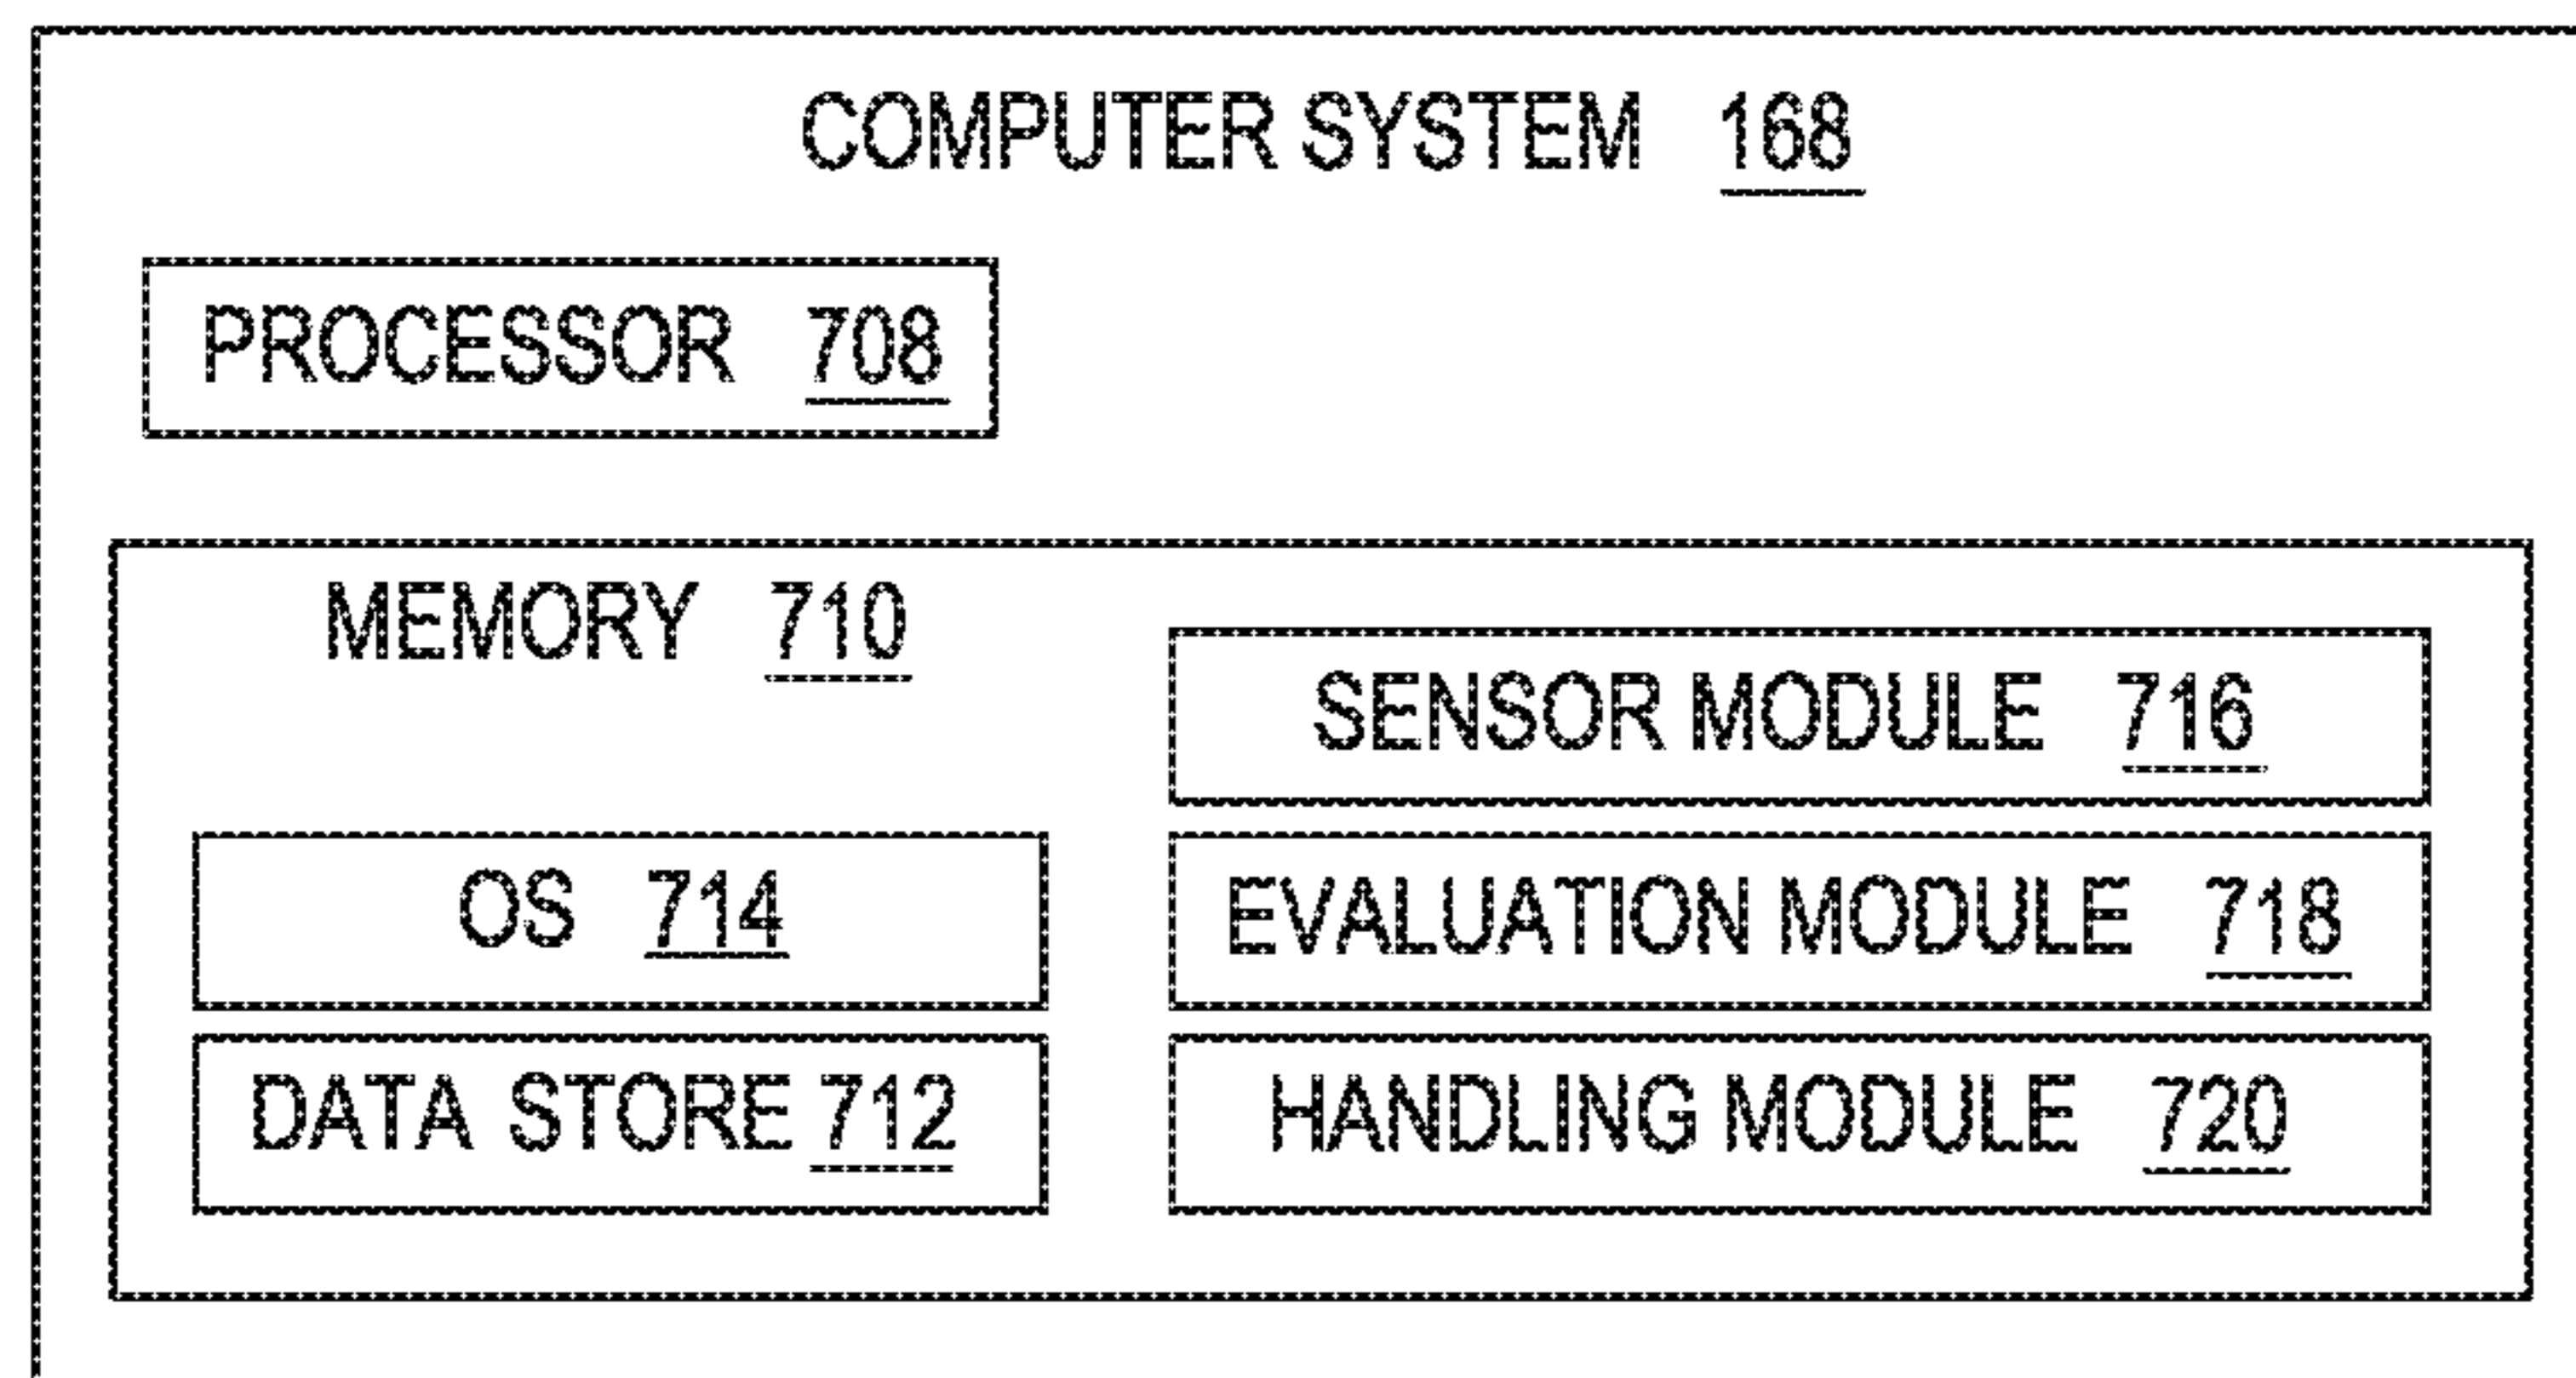 COMPUTER SYSTEM 168
PROCESSOR 708
MEMORY 710
OS 714
DATA STORE 712
SENSOR MODULE 716
EVALUATION MODULE 718
HANDLING MODULE 720